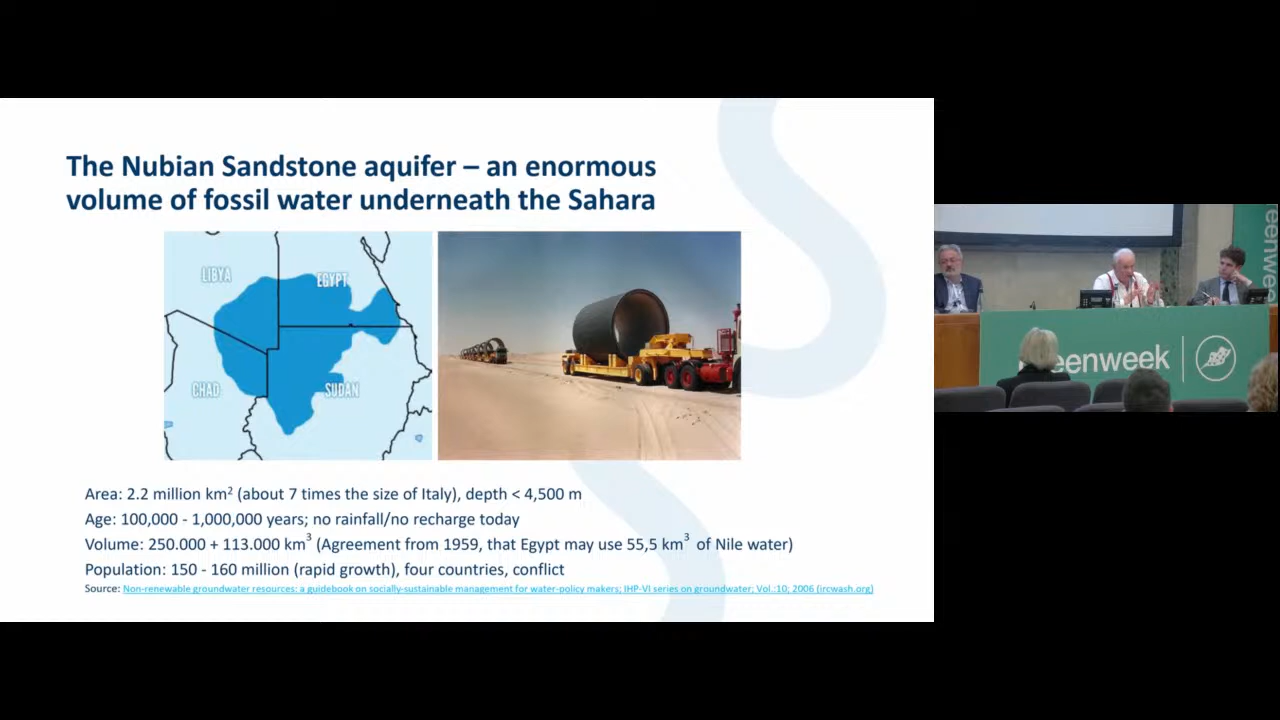 The Nubian Sandstone aquifer – an enormous
volume of fossil water underneath the Sahara
LIBYA
EGYPT
CHAD
SUDAN
Area: 2.2 million km² (about 7 times the size of Italy), depth < 4,500 m
Age: 100,000 - 1,000,000 years; no rainfall/no recharge today
Volume: 250.000 + 113.000 km³ (Agreement from 1959, that Egypt may use 55,5 km³ of Nile water)
Population: 150 - 160 million (rapid growth), four countries, conflict
Source: Non-renewable groundwater resources: a guidebook on socially-sustainable management for water-policy makers; IHP-VI series on groundwater; Vol.:10; 2006 (ircwash.org)
eenweek
eenwee